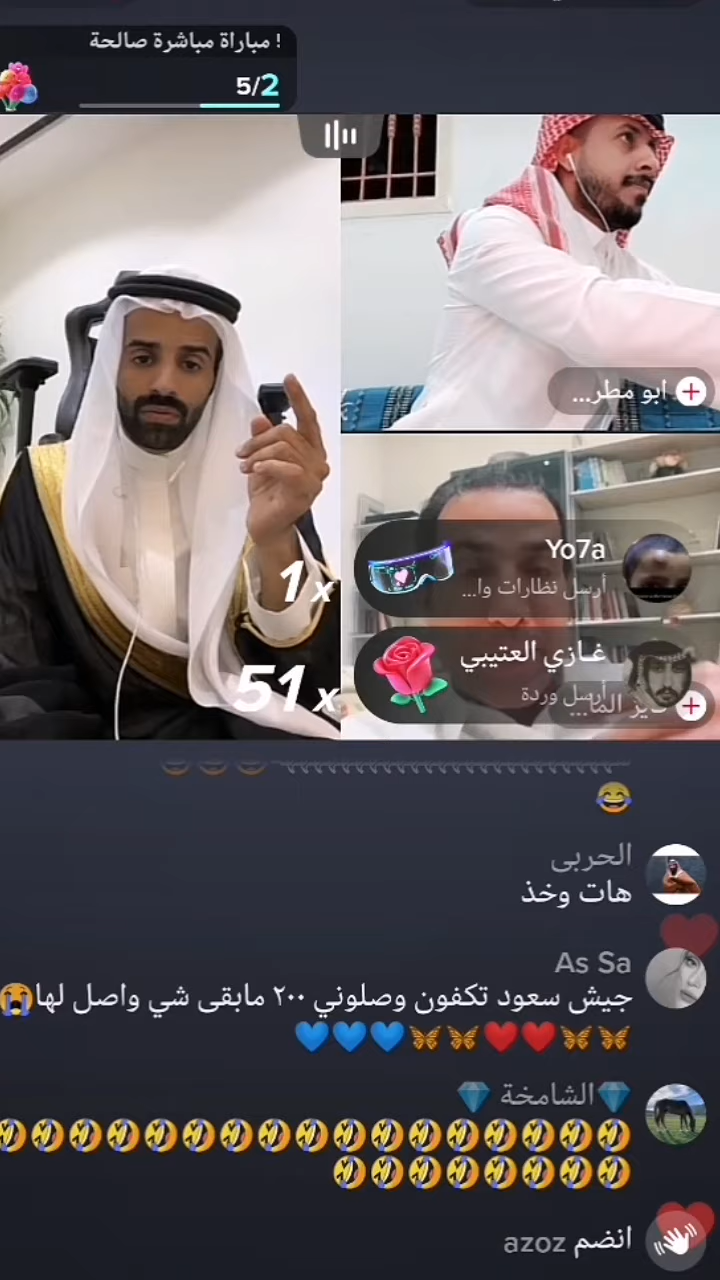 مباراة مباشرة صالحة !
5/2
ابو مطر...
Yo7a
أرسل نظارات وا...
1x
غازي العتيبي
أرسل وردة
51x
😂
الحربى
هات وخذ
As Sa
جيش سعود تكفون وصلوني ٢٠٠ مابقى شي واصل لها😭
🦋🦋❤️❤️🦋🦋💙💙💙
💎الشامخة 💎
🤣🤣🤣🤣🤣🤣🤣🤣🤣🤣🤣🤣🤣🤣🤣🤣🤣
🤣🤣🤣🤣🤣🤣🤣🤣
azoz انضم